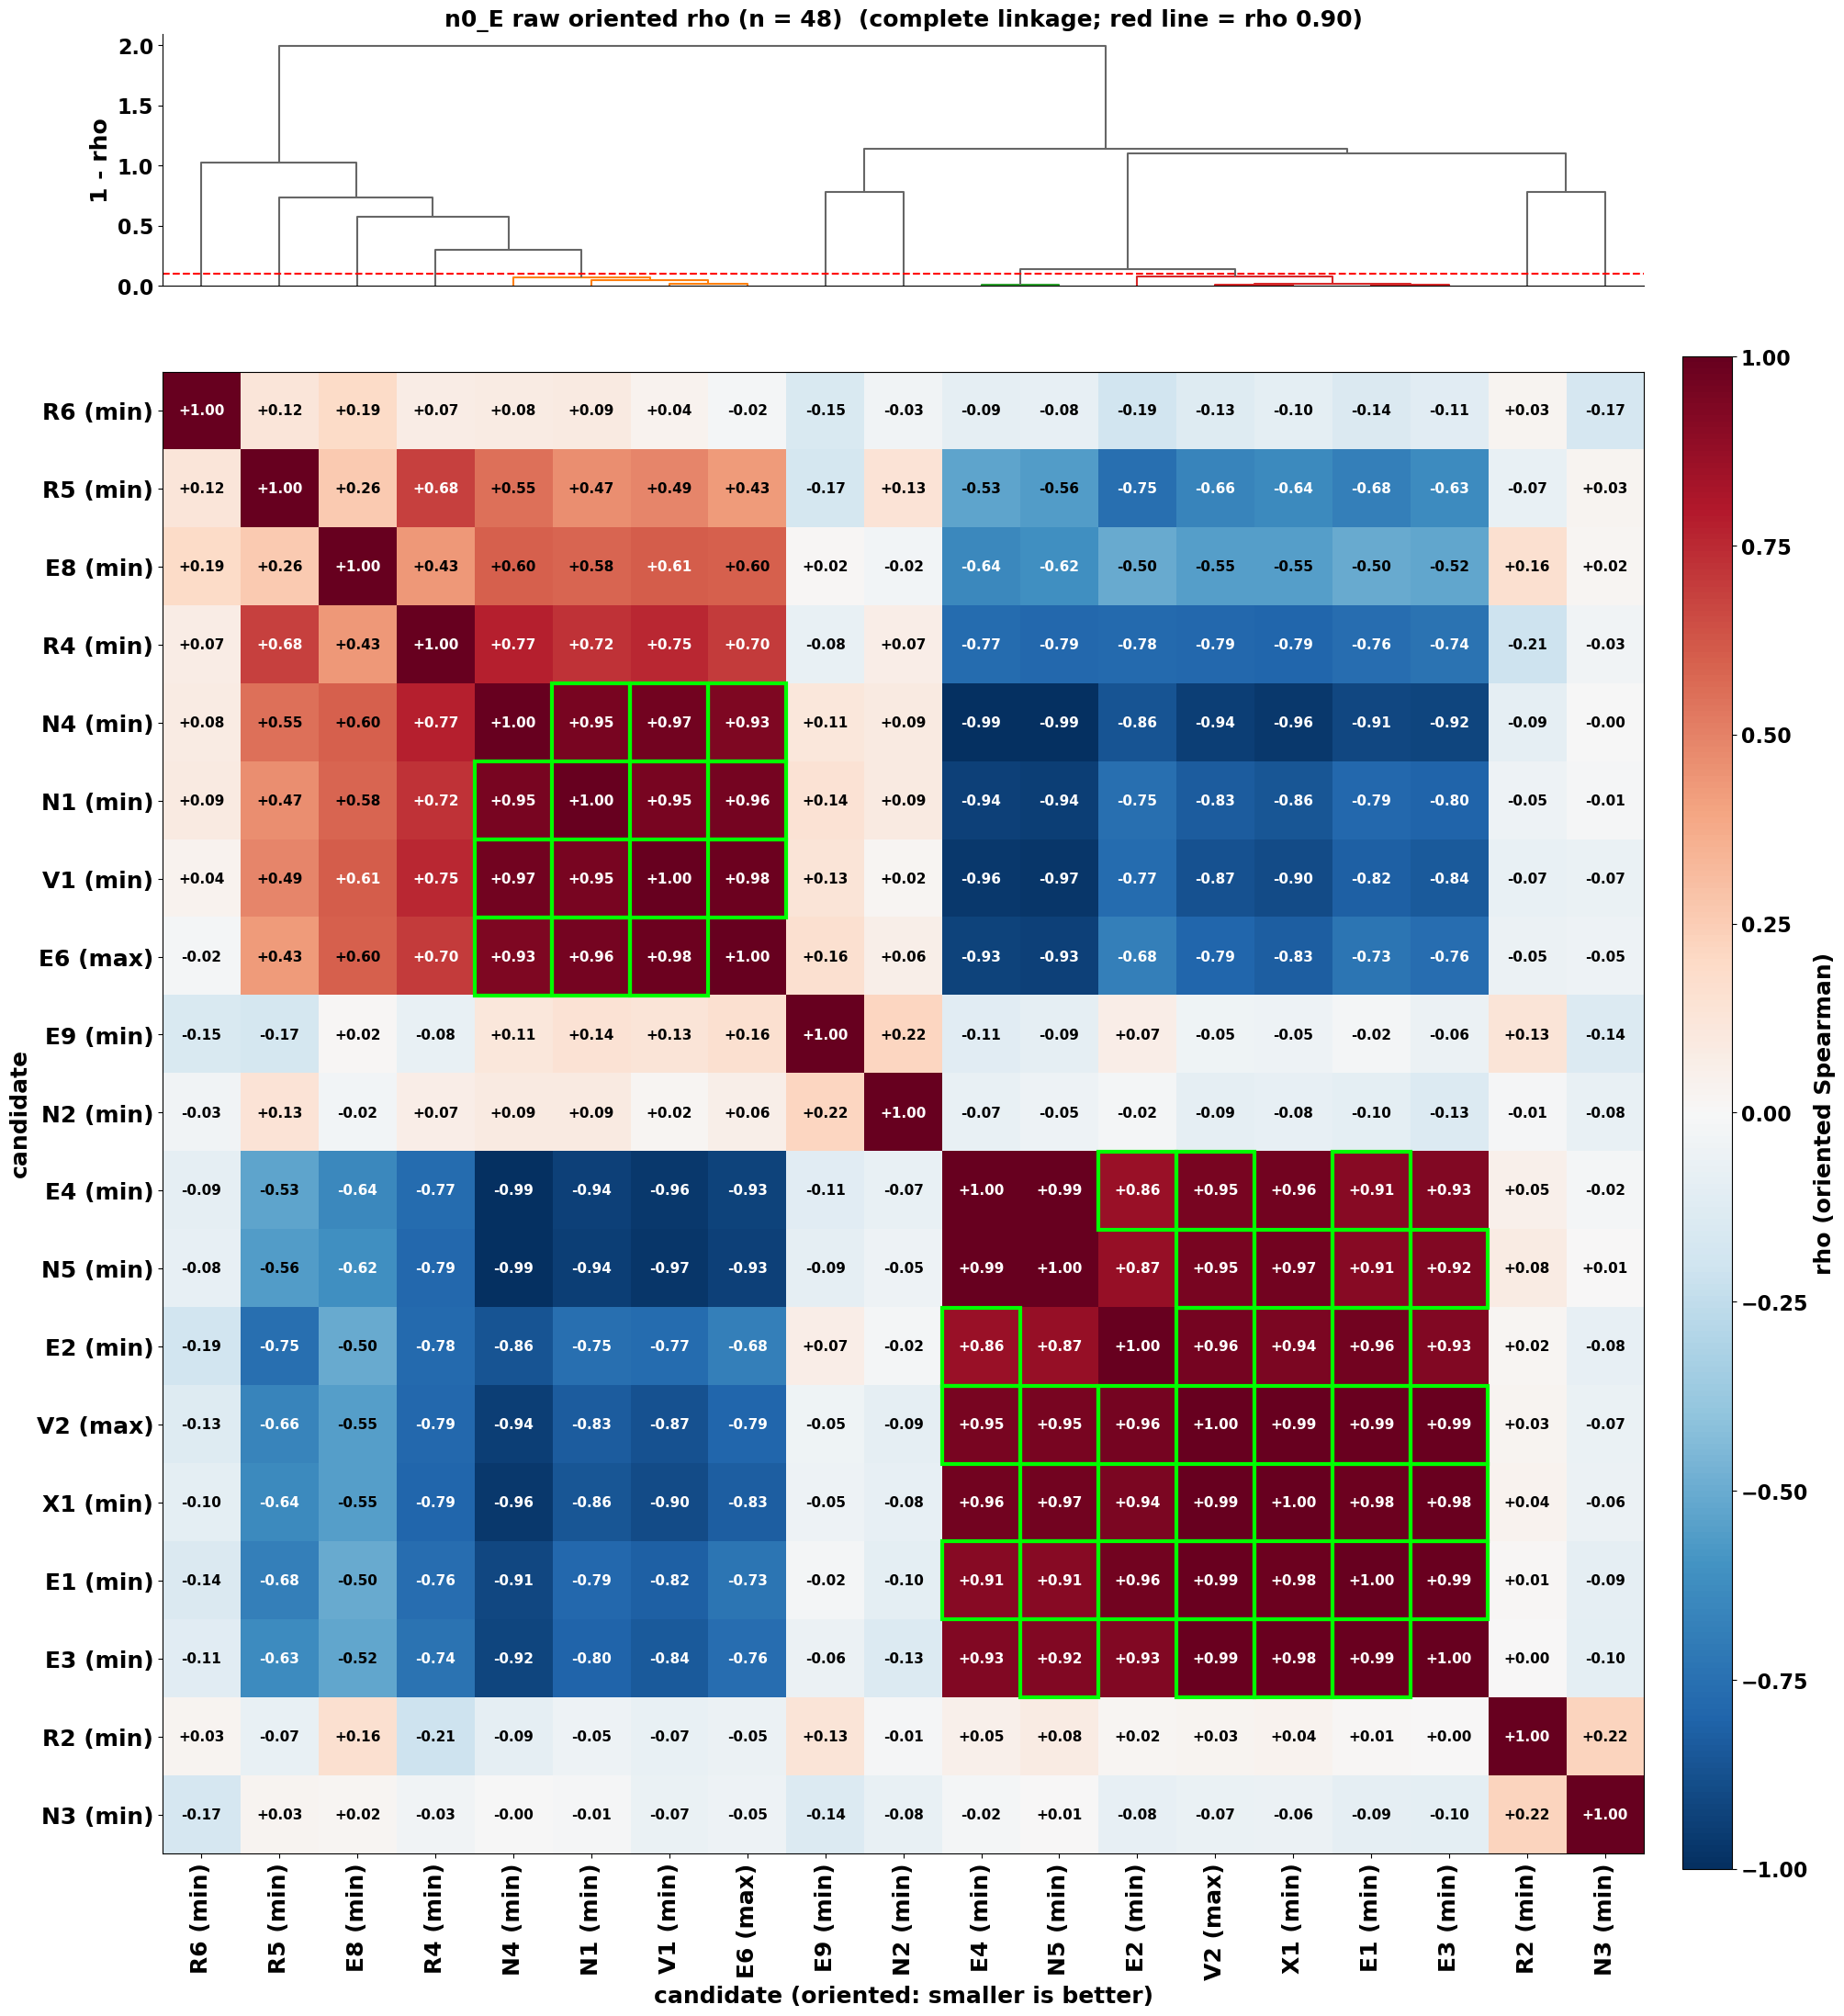 n0_E raw oriented rho (n = 48)  (complete linkage; red line = rho 0.90)
2.0
1.5
1.0
0.5
0.0
1 - rho
R6 (min) +1.00 +0.12 +0.19 +0.07 +0.08 +0.09 +0.04 -0.02 -0.15 -0.03 -0.09 -0.08 -0.19 -0.13 -0.10 -0.14 -0.11 +0.03 -0.17
R5 (min) +0.12 +1.00 +0.26 +0.68 +0.55 +0.47 +0.49 +0.43 -0.17 +0.13 -0.53 -0.56 -0.75 -0.66 -0.64 -0.68 -0.63 -0.07 +0.03
E8 (min) +0.19 +0.26 +1.00 +0.43 +0.60 +0.58 +0.61 +0.60 +0.02 -0.02 -0.64 -0.62 -0.50 -0.55 -0.55 -0.50 -0.52 +0.16 +0.02
R4 (min) +0.07 +0.68 +0.43 +1.00 +0.77 +0.72 +0.75 +0.70 -0.08 +0.07 -0.77 -0.79 -0.78 -0.79 -0.79 -0.76 -0.74 -0.21 -0.03
N4 (min) +0.08 +0.55 +0.60 +0.77 +1.00 +0.95 +0.97 +0.93 +0.11 +0.09 -0.99 -0.99 -0.86 -0.94 -0.96 -0.91 -0.92 -0.09 -0.00
N1 (min) +0.09 +0.47 +0.58 +0.72 +0.95 +1.00 +0.95 +0.96 +0.14 +0.09 -0.94 -0.94 -0.75 -0.83 -0.86 -0.79 -0.80 -0.05 -0.01
V1 (min) +0.04 +0.49 +0.61 +0.75 +0.97 +0.95 +1.00 +0.98 +0.13 +0.02 -0.96 -0.97 -0.77 -0.87 -0.90 -0.82 -0.84 -0.07 -0.07
E6 (max) -0.02 +0.43 +0.60 +0.70 +0.93 +0.96 +0.98 +1.00 +0.16 +0.06 -0.93 -0.93 -0.68 -0.79 -0.83 -0.73 -0.76 -0.05 -0.05
E9 (min) -0.15 -0.17 +0.02 -0.08 +0.11 +0.14 +0.13 +0.16 +1.00 +0.22 -0.11 -0.09 +0.07 -0.05 -0.05 -0.02 -0.06 +0.13 -0.14
N2 (min) -0.03 +0.13 -0.02 +0.07 +0.09 +0.09 +0.02 +0.06 +0.22 +1.00 -0.07 -0.05 -0.02 -0.09 -0.08 -0.10 -0.13 -0.01 -0.08
E4 (min) -0.09 -0.53 -0.64 -0.77 -0.99 -0.94 -0.96 -0.93 -0.11 -0.07 +1.00 +0.99 +0.86 +0.95 +0.96 +0.91 +0.93 +0.05 -0.02
N5 (min) -0.08 -0.56 -0.62 -0.79 -0.99 -0.94 -0.97 -0.93 -0.09 -0.05 +0.99 +1.00 +0.87 +0.95 +0.97 +0.91 +0.92 +0.08 +0.01
E2 (min) -0.19 -0.75 -0.50 -0.78 -0.86 -0.75 -0.77 -0.68 +0.07 -0.02 +0.86 +0.87 +1.00 +0.96 +0.94 +0.96 +0.93 +0.02 -0.08
V2 (max) -0.13 -0.66 -0.55 -0.79 -0.94 -0.83 -0.87 -0.79 -0.05 -0.09 +0.95 +0.95 +0.96 +1.00 +0.99 +0.99 +0.99 +0.03 -0.07
X1 (min) -0.10 -0.64 -0.55 -0.79 -0.96 -0.86 -0.90 -0.83 -0.05 -0.08 +0.96 +0.97 +0.94 +0.99 +1.00 +0.98 +0.98 +0.04 -0.06
E1 (min) -0.14 -0.68 -0.50 -0.76 -0.91 -0.79 -0.82 -0.73 -0.02 -0.10 +0.91 +0.91 +0.96 +0.99 +0.98 +1.00 +0.99 +0.01 -0.09
E3 (min) -0.11 -0.63 -0.52 -0.74 -0.92 -0.80 -0.84 -0.76 -0.06 -0.13 +0.93 +0.92 +0.93 +0.99 +0.98 +0.99 +1.00 +0.00 -0.10
R2 (min) +0.03 -0.07 +0.16 -0.21 -0.09 -0.05 -0.07 -0.05 +0.13 -0.01 +0.05 +0.08 +0.02 +0.03 +0.04 +0.01 +0.00 +1.00 +0.22
N3 (min) -0.17 +0.03 +0.02 -0.03 -0.00 -0.01 -0.07 -0.05 -0.14 -0.08 -0.02 +0.01 -0.08 -0.07 -0.06 -0.09 -0.10 +0.22 +1.00
candidate
R6 (min) R5 (min) E8 (min) R4 (min) N4 (min) N1 (min) V1 (min) E6 (max) E9 (min) N2 (min) E4 (min) N5 (min) E2 (min) V2 (max) X1 (min) E1 (min) E3 (min) R2 (min) N3 (min)
candidate (oriented: smaller is better)
1.00
0.75
0.50
0.25
0.00
−0.25
−0.50
−0.75
−1.00
rho (oriented Spearman)